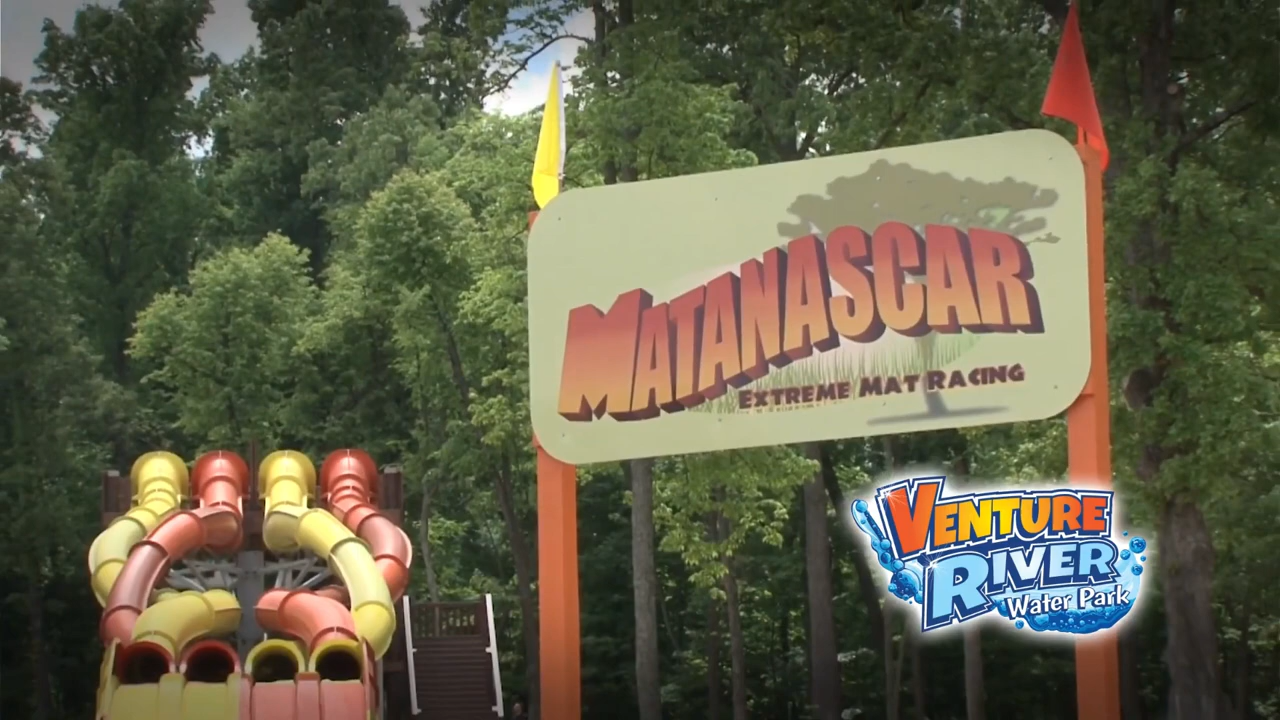 MATANASCAR
EXTREME MAT RACING
VENTURE
RIVER
Water Park